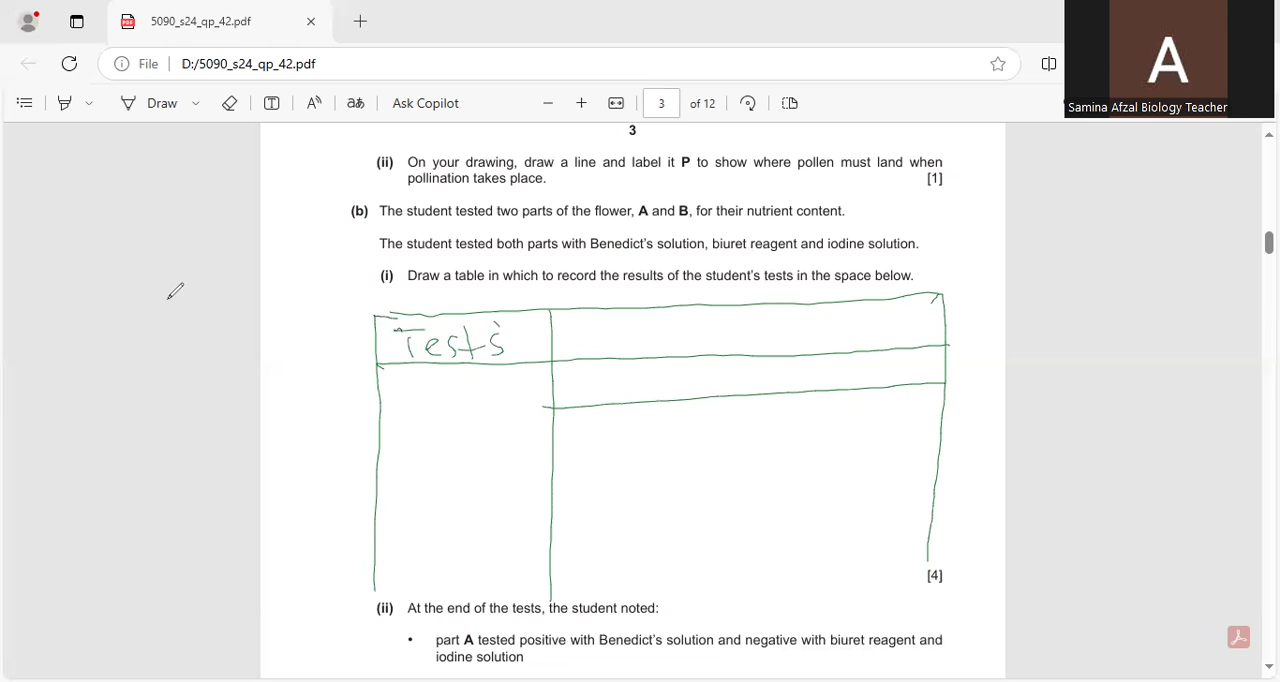 5090_s24_qp_42.pdf
File D:/5090_s24_qp_42.pdf
Draw aあ Ask Copilot 3 of 12
A
Samina Afzal Biology Teacher
3
(ii) On your drawing, draw a line and label it P to show where pollen must land when
pollination takes place. [1]
(b) The student tested two parts of the flower, A and B, for their nutrient content.
The student tested both parts with Benedict's solution, biuret reagent and iodine solution.
(i) Draw a table in which to record the results of the student's tests in the space below.
Tests
[4]
(ii) At the end of the tests, the student noted:
• part A tested positive with Benedict's solution and negative with biuret reagent and
iodine solution